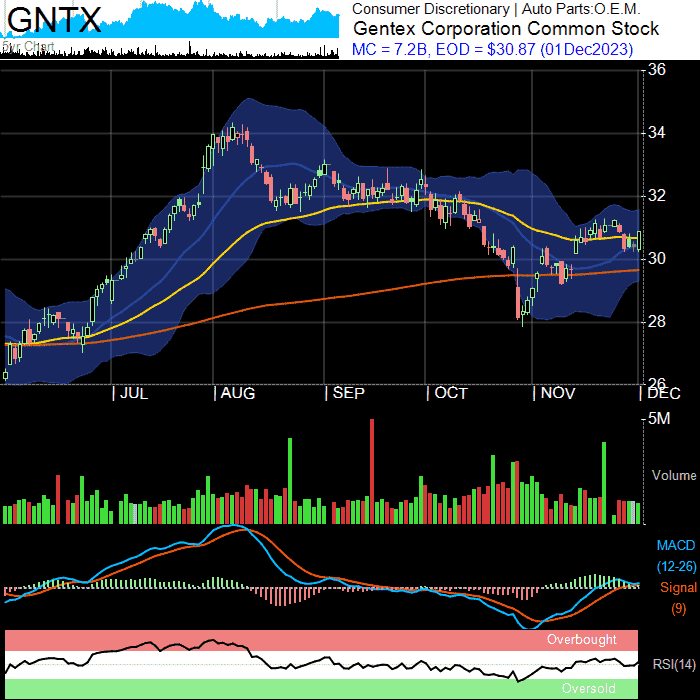 GNTX
5yr Chart
Consumer Discretionary | Auto Parts:O.E.M.
Gentex Corporation Common Stock
MC = 7.2B, EOD = $30.87 (01Dec2023)
36
34
32
30
28
26
| JUL
| AUG
| SEP
| OCT
| NOV
| DEC
5M
Volume
MACD
(12-26)
Signal
(9)
Overbought
RSI(14)
Oversold